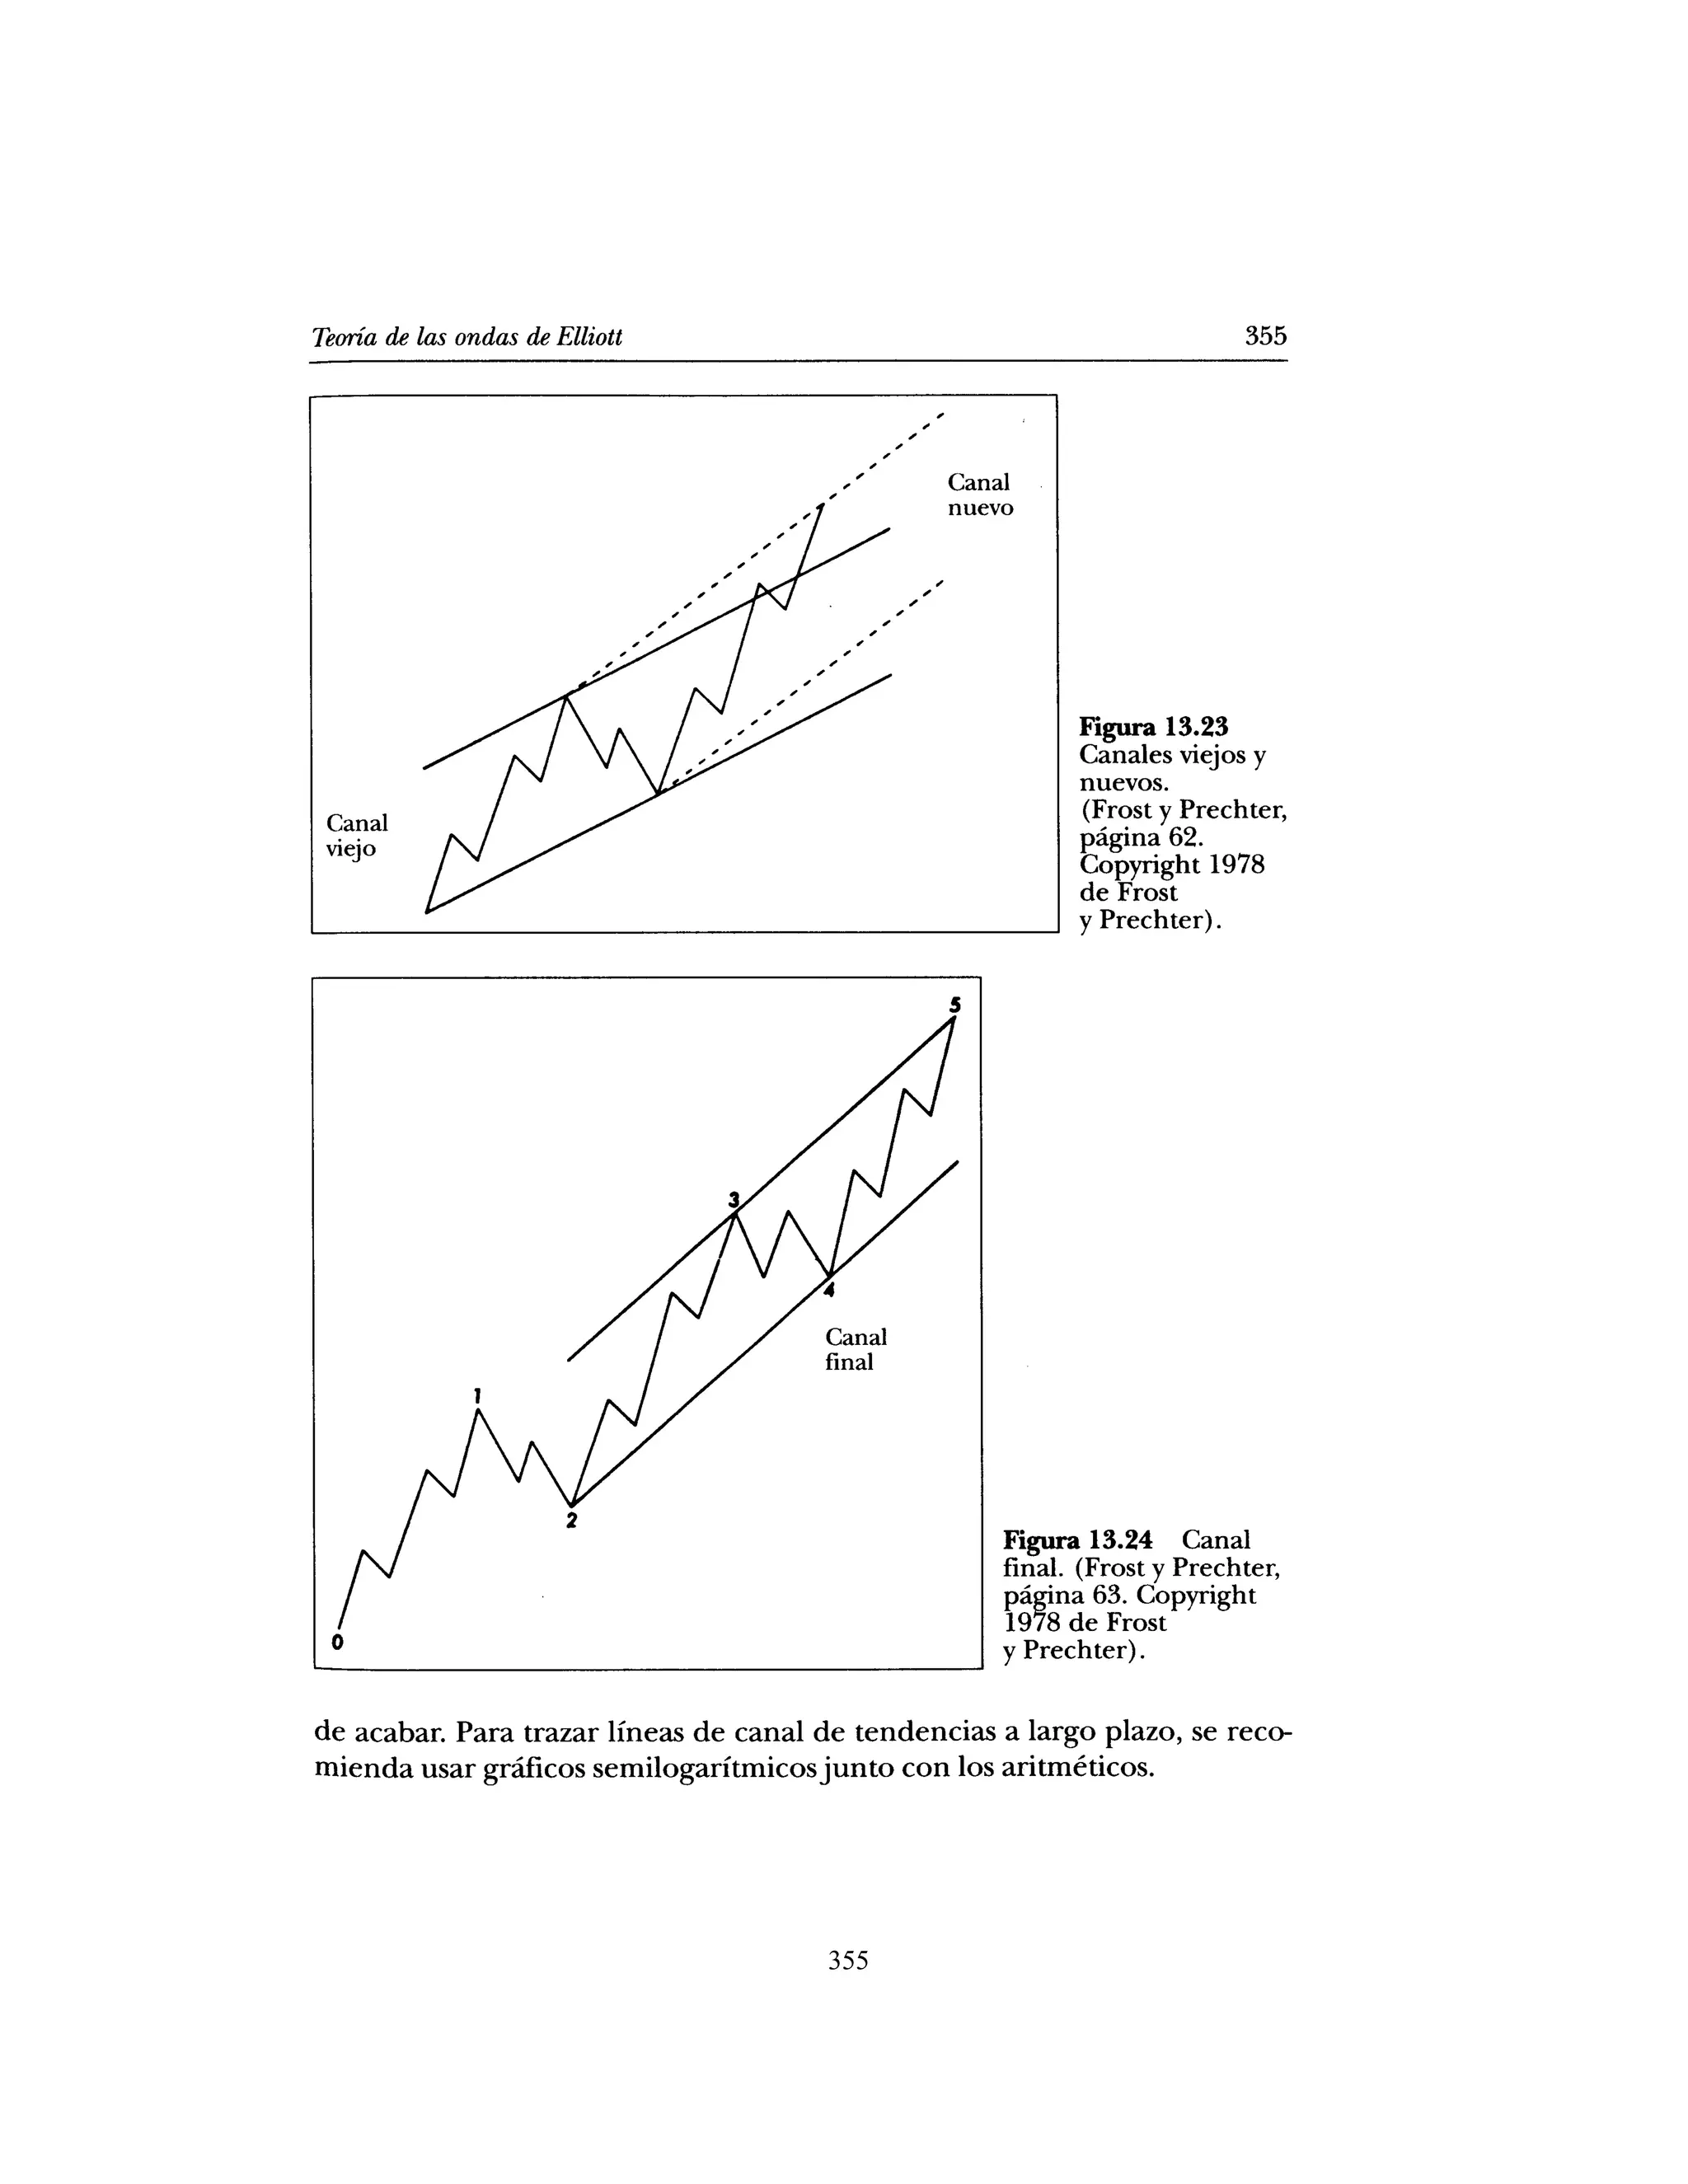 Teoría de las ondas de Elliott 355
Canal
nuevo
Canal
viejo
Figura 13.23
Canales viejos y
nuevos.
(Frost y Prechter,
página 62.
Copyright 1978
de Frost
y Prechter).
5
3
4
Canal
final
1
2
0
Figura 13.24 Canal
final. (Frost y Prechter,
página 63. Copyright
1978 de Frost
y Prechter).
de acabar. Para trazar líneas de canal de tendencias a largo plazo, se reco-
mienda usar gráficos semilogarítmicos junto con los aritméticos.
355